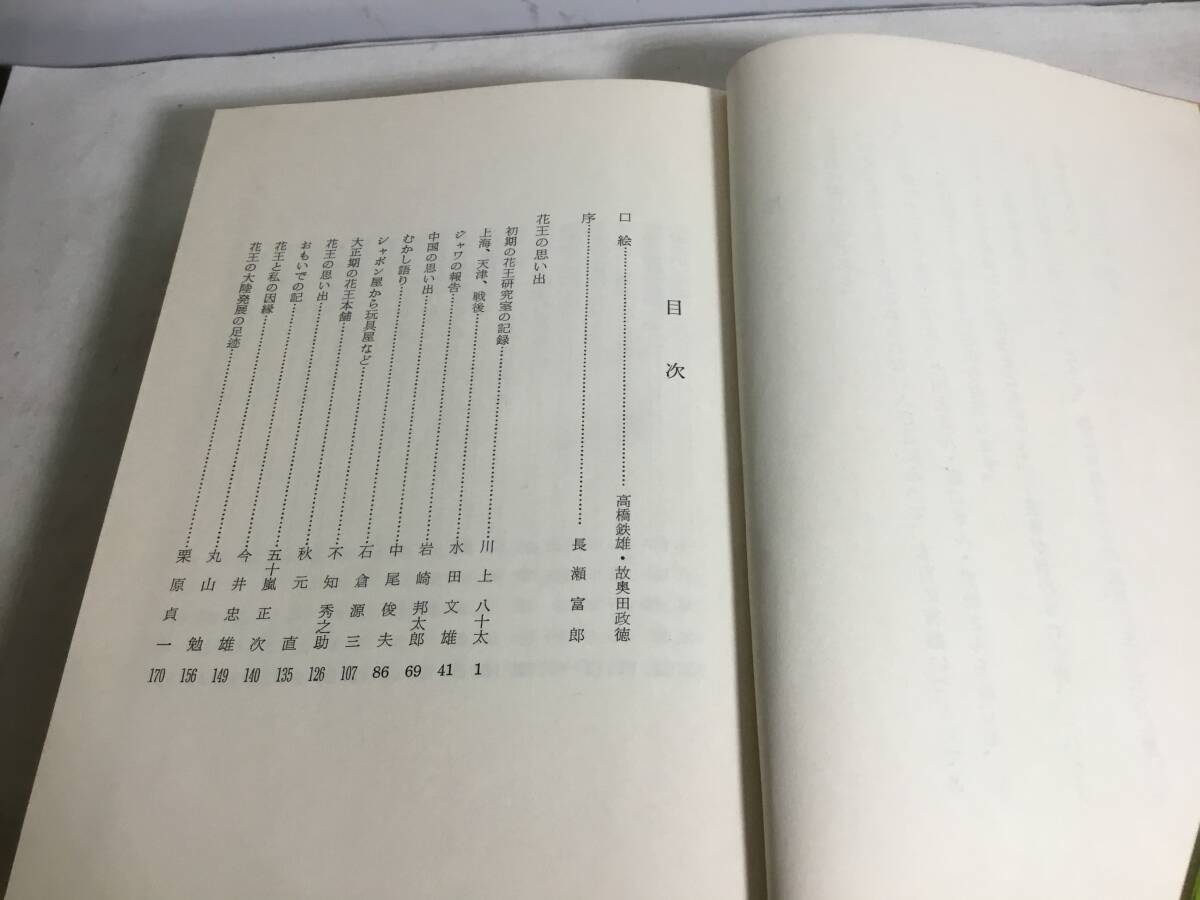 目次
口絵……………………高橋鉄雄・故奥田政徳
序……………………長瀬富郎
花王の思い出
初期の花王研究室の記録……………………川上八十太 1
上海、天津、戦後……………………水田文雄 41
ジャワの報告……………………岩崎邦太郎 69
中国の思い出……………………中尾俊夫 86
むかし語り……………………石倉源三 107
シャボン屋から玩具屋など……………………不知秀之助 126
大正期の花王本舗……………………秋元直 135
花王の思い出……………………五十嵐正次 140
おもいでの記……………………今井忠雄 149
花王と私の因縁……………………丸山勉 156
花王の大陸発展の足迹……………………栗原貞一 170